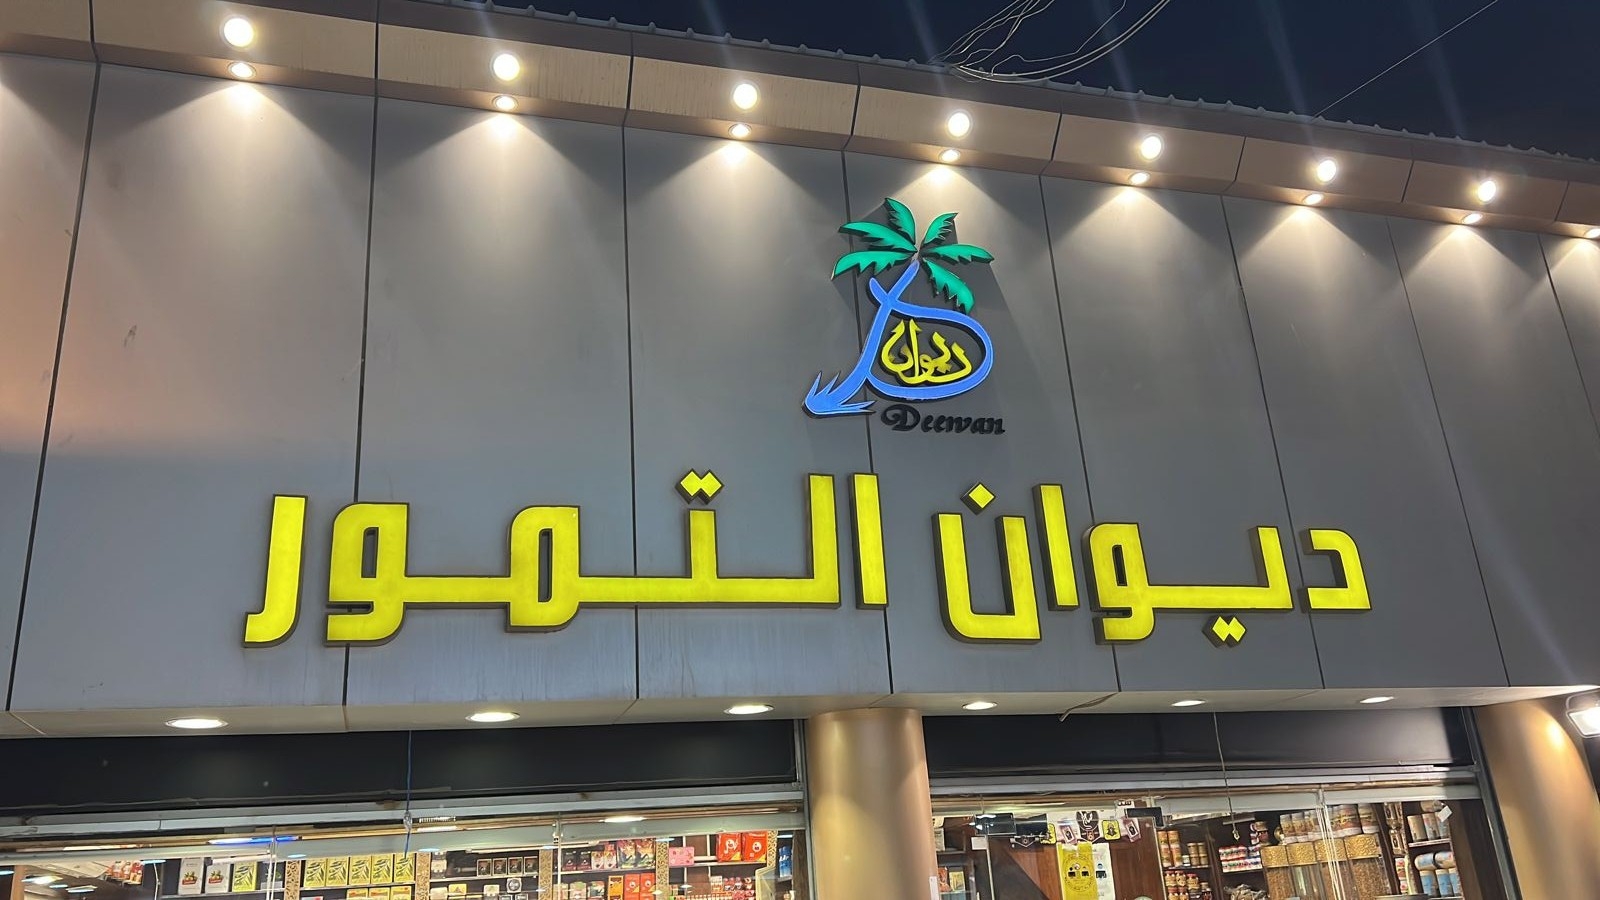 ديوان
Deewan
ديوان التمور